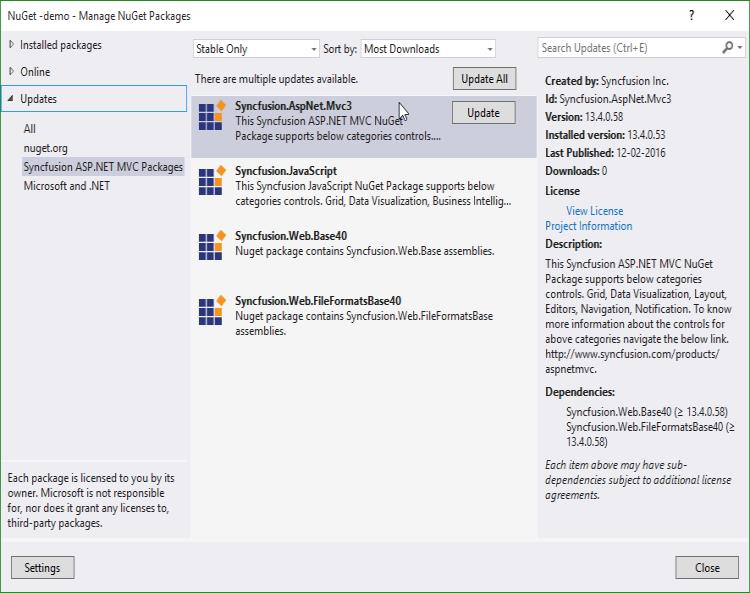 NuGet -demo - Manage NuGet Packages
?
Installed packages
Online
Updates
All
nuget.org
Syncfusion ASP.NET MVC Packages
Microsoft and .NET
Each package is licensed to you by its
owner. Microsoft is not responsible
for, nor does it grant any licenses to,
third-party packages.
Stable Only
Sort by:
Most Downloads
There are multiple updates available.
Update All
Syncfusion.AspNet.Mvc3
This Syncfusion ASP.NET MVC NuGet
Package supports below categories controls....
Update
Syncfusion.JavaScript
This Syncfusion JavaScript NuGet Package supports below
categories controls. Grid, Data Visualization, Business Intellig...
Syncfusion.Web.Base40
Nuget package contains Syncfusion.Web.Base assemblies.
Syncfusion.Web.FileFormatsBase40
Nuget package contains Syncfusion.Web.FileFormatsBase
assemblies.
Search Updates (Ctrl+E)
Created by: Syncfusion Inc.
Id: Syncfusion.AspNet.Mvc3
Version: 13.4.0.58
Installed version: 13.4.0.53
Last Published: 12-02-2016
Downloads: 0
License
View License
Project Information
Description:
This Syncfusion ASP.NET MVC NuGet
Package supports below categories
controls. Grid, Data Visualization, Layout,
Editors, Navigation, Notification. To know
more information about the controls for
above categories navigate the below link.
http://www.syncfusion.com/products/
aspnetmvc.
Dependencies:
Syncfusion.Web.Base40 (≥ 13.4.0.58)
Syncfusion.Web.FileFormatsBase40 (≥
13.4.0.58)
Each item above may have sub-
dependencies subject to additional license
agreements.
Settings
Close